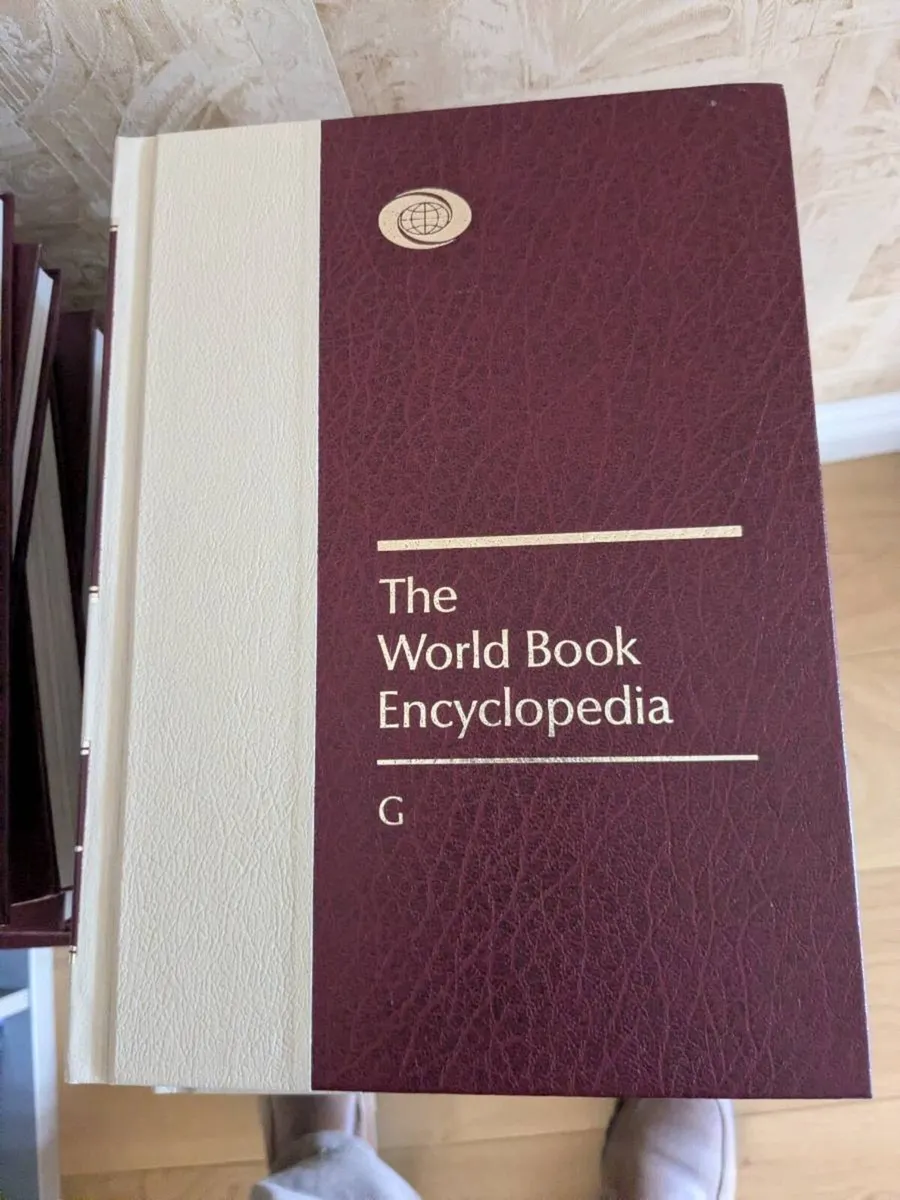 The
World Book
Encyclopedia
G